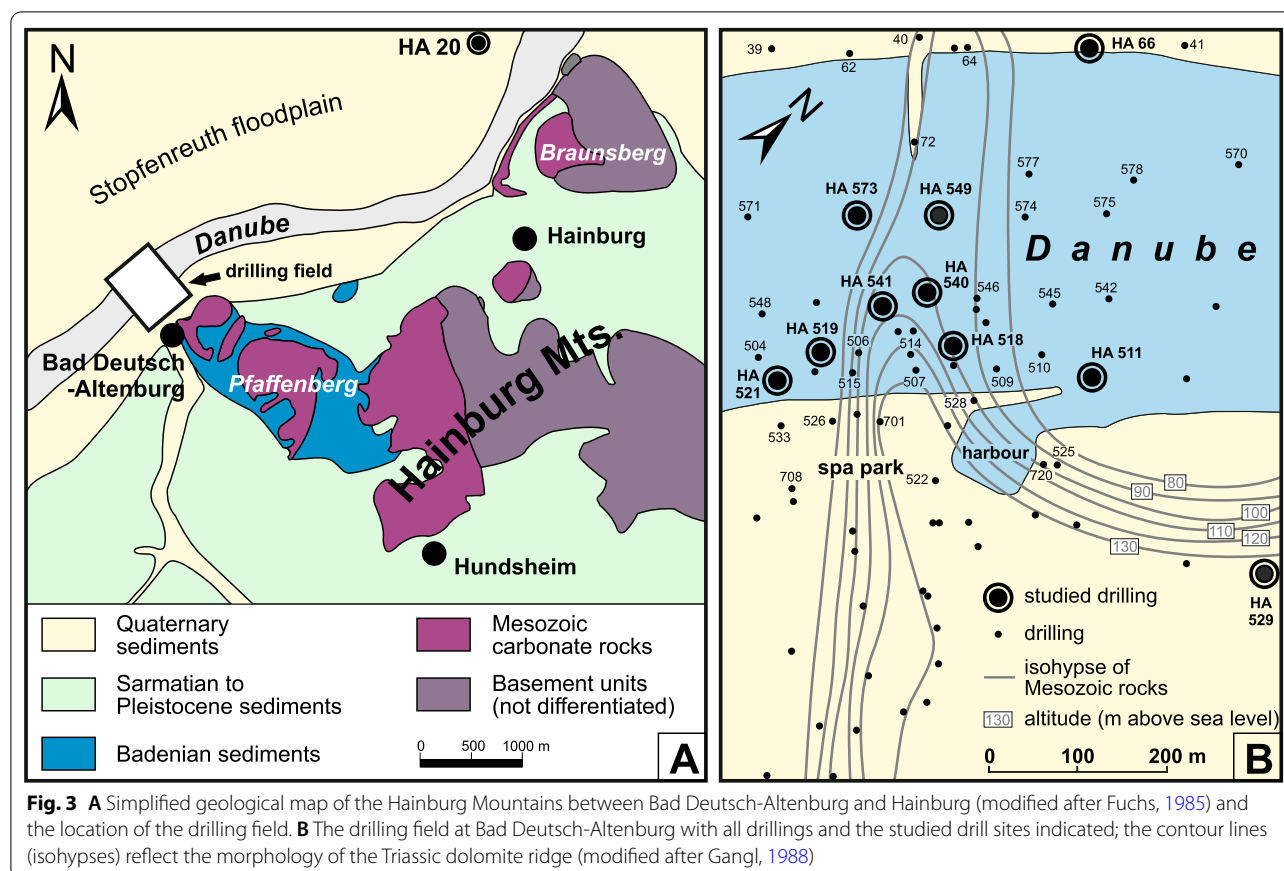 N
HA 20
Stopfenreuth floodplain
Braunsberg
Danube
Hainburg
drilling field
Bad Deutsch
-Altenburg
Pfaffenberg
Hainburg Mts.
Hundsheim
Quaternary
sediments
Mesozoic
carbonate rocks
Sarmatian to
Pleistocene sediments
Basement units
(not differentiated)
Badenian sediments
0 500 1000 m
A
39
62
40
64
HA 66
41
N
72
577
578
570
571
HA 573
HA 549
574
575
Danube
HA 541
HA
540
546
545
542
548
HA 519
506
514
HA 518
504
510
HA 511
HA
521
515
507
509
528
533
526
701
harbour
spa park
522
720
525
708
80
90
100
110
120
130
studied drilling
HA
529
drilling
isohypse of
Mesozoic rocks
130
altitude (m above sea level)
0 100 200 m
B
Fig. 3 A Simplified geological map of the Hainburg Mountains between Bad Deutsch-Altenburg and Hainburg (modified after Fuchs, 1985) and
the location of the drilling field. B The drilling field at Bad Deutsch-Altenburg with all drillings and the studied drill sites indicated; the contour lines
(isohypses) reflect the morphology of the Triassic dolomite ridge (modified after Gangl, 1988)